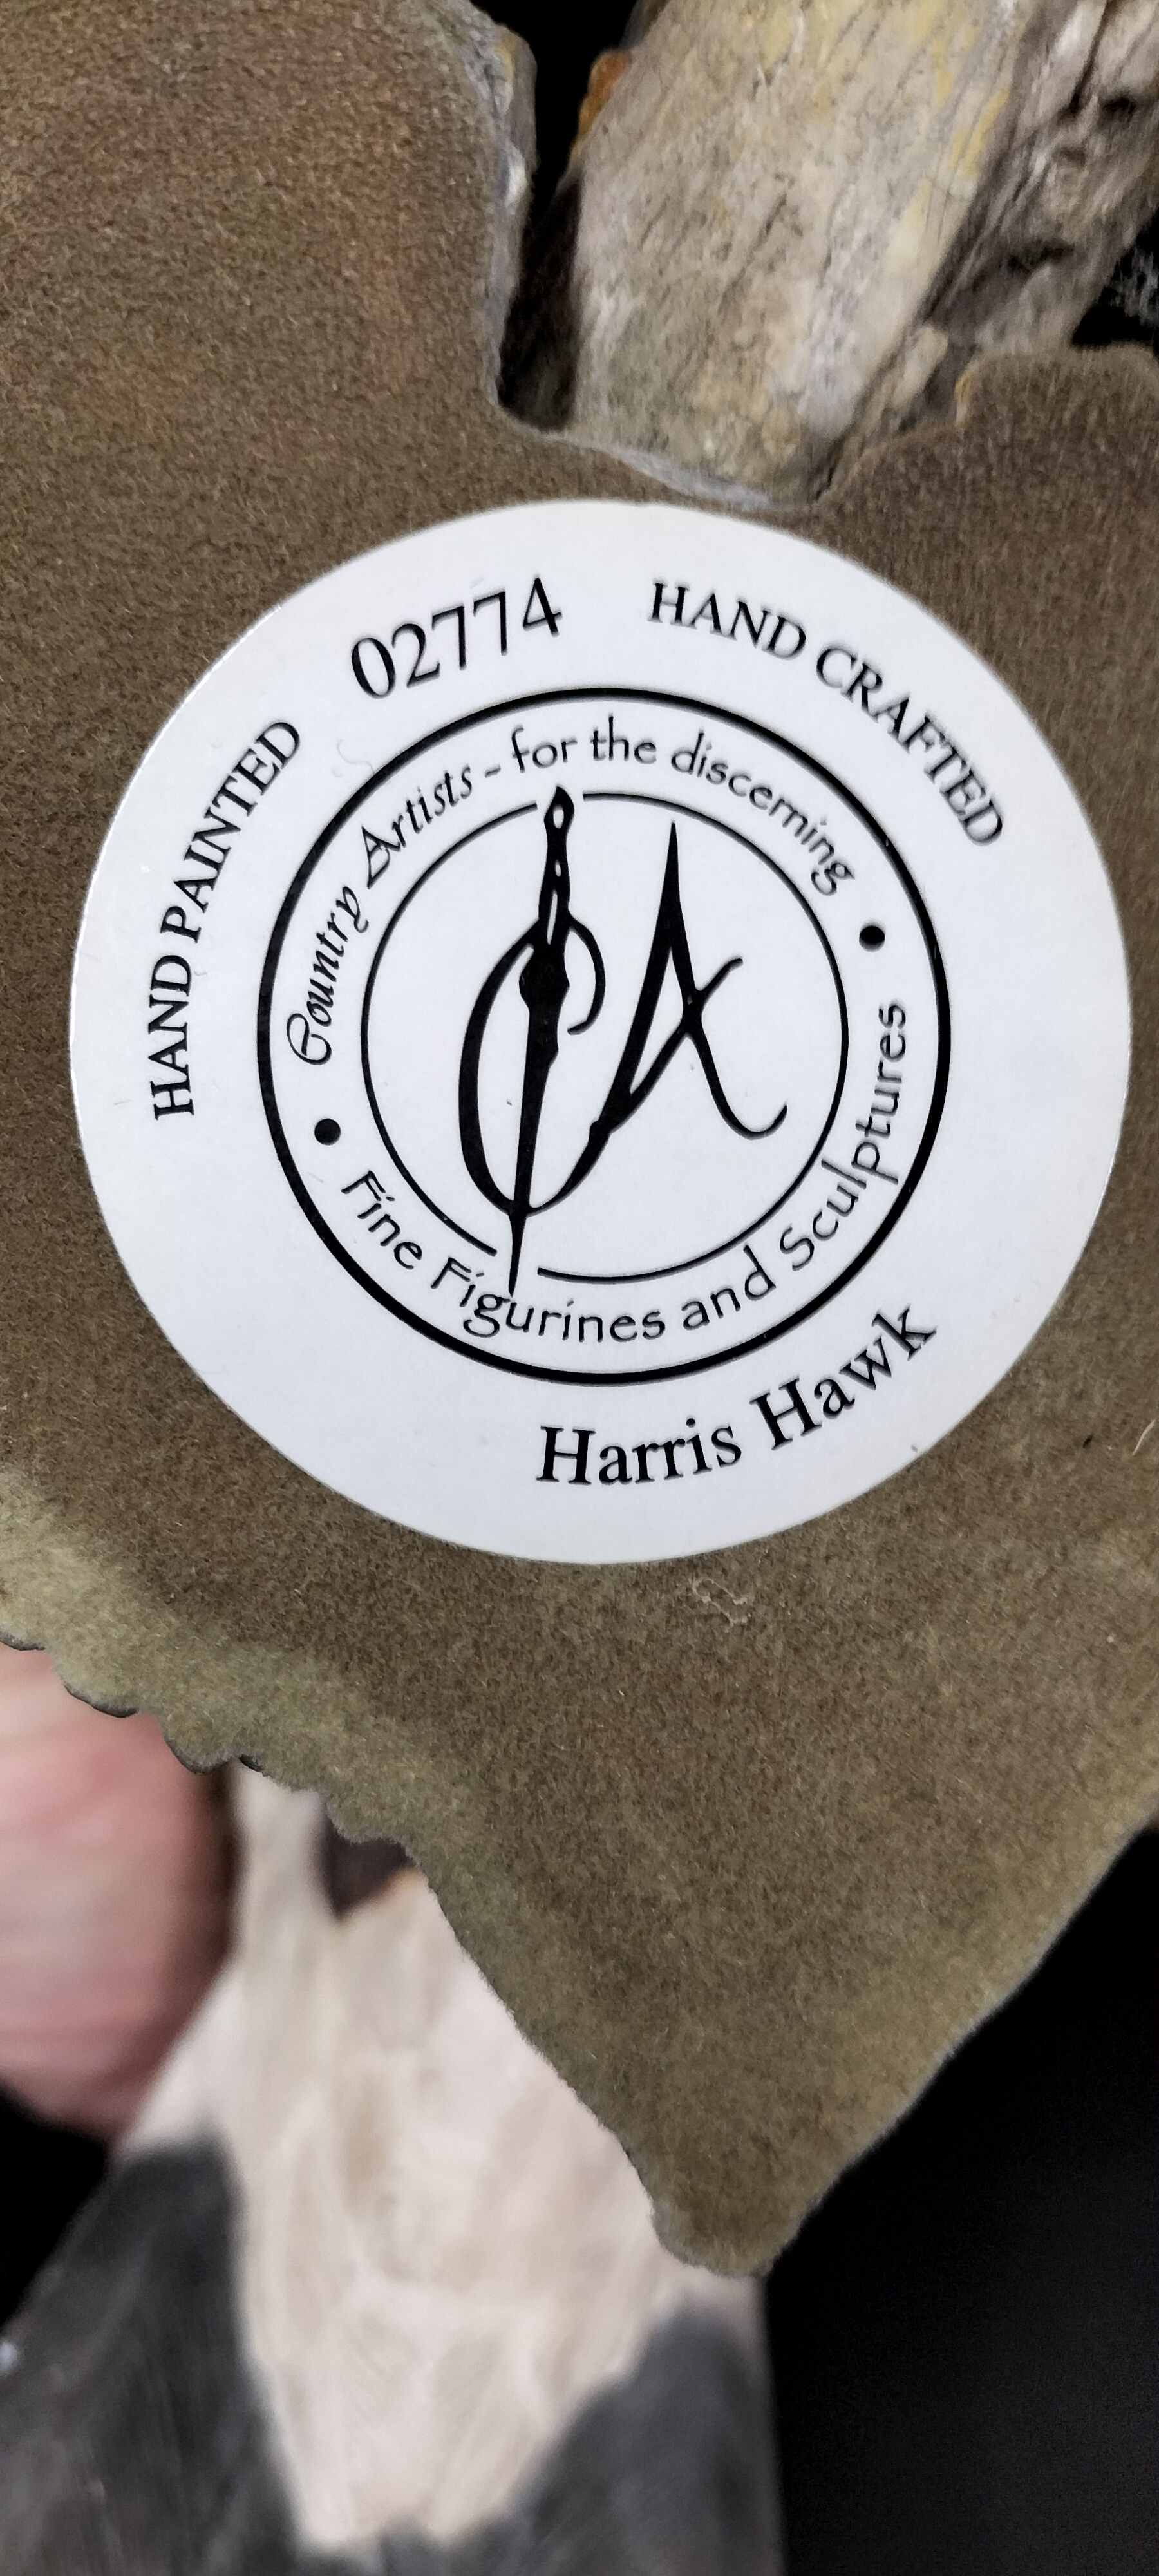 HAND PAINTED
02774
HAND CRAFTED
Country Artists - for the discerning
CA
Fine Figurines and Sculptures
Harris Hawk